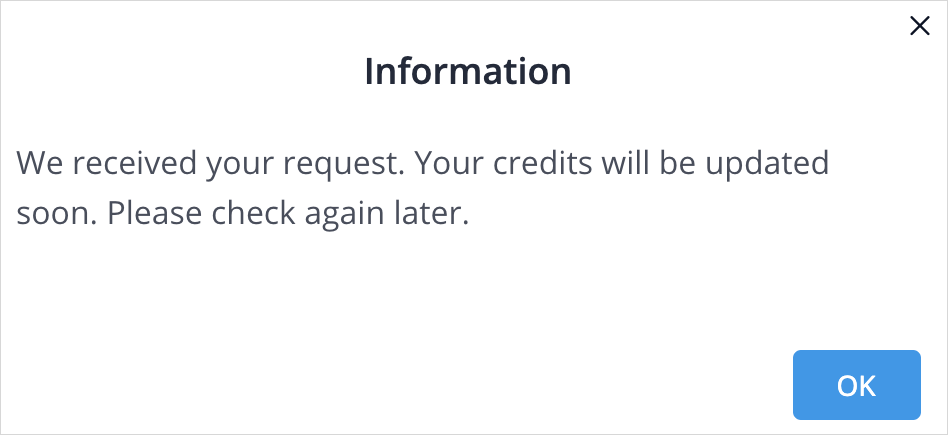 Information
We received your request. Your credits will be updated
soon. Please check again later.
OK